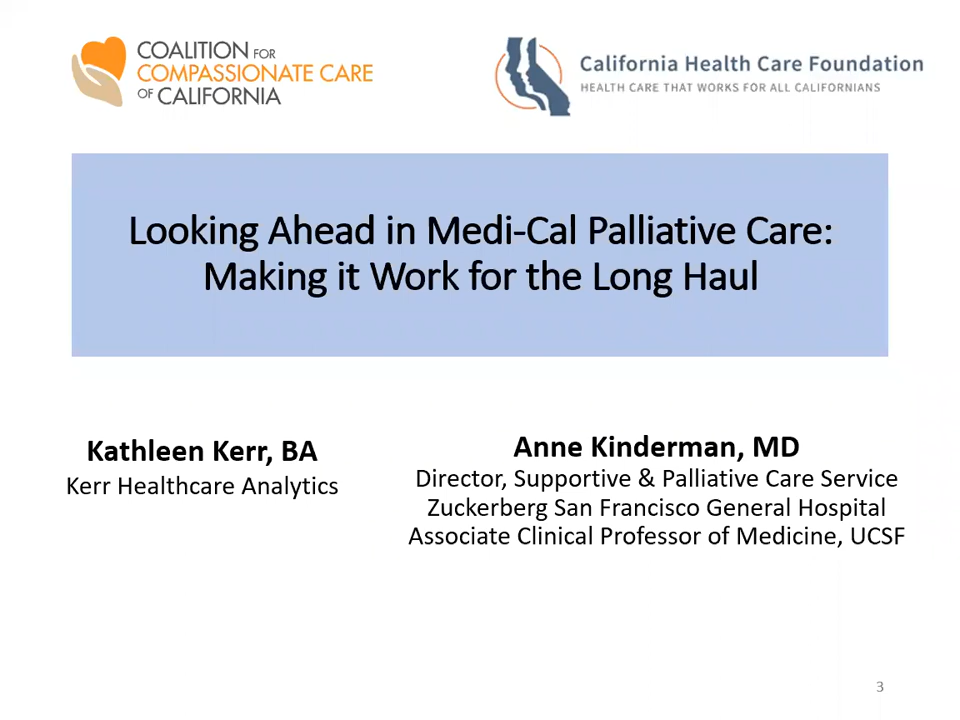 COALITION FOR
COMPASSIONATE CARE
OF CALIFORNIA
California Health Care Foundation
HEALTH CARE THAT WORKS FOR ALL CALIFORNIANS
Looking Ahead in Medi-Cal Palliative Care:
Making it Work for the Long Haul
Kathleen Kerr, BA
Kerr Healthcare Analytics
Anne Kinderman, MD
Director, Supportive & Palliative Care Service
Zuckerberg San Francisco General Hospital
Associate Clinical Professor of Medicine, UCSF
3